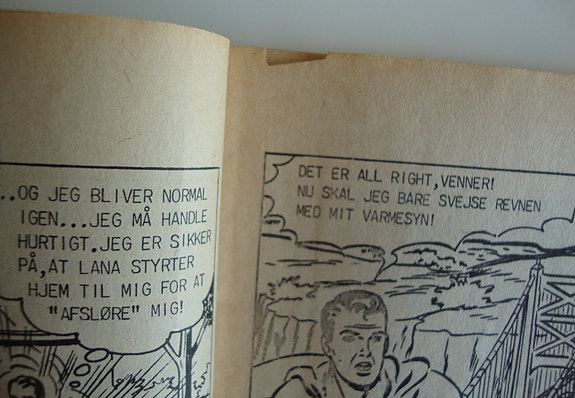 ..OG JEG BLIVER NORMAL
IGEN...JEG MÅ HANDLE
HURTIGT.JEG ER SIKKER
PÅ,AT LANA STYRTER
HJEM TIL MIG FOR AT
"AFSLØRE" MIG!
DET ER ALL RIGHT,VENNER!
NU SKAL JEG BARE SVEJSE REVNEN
MED MIT VARMESYN!